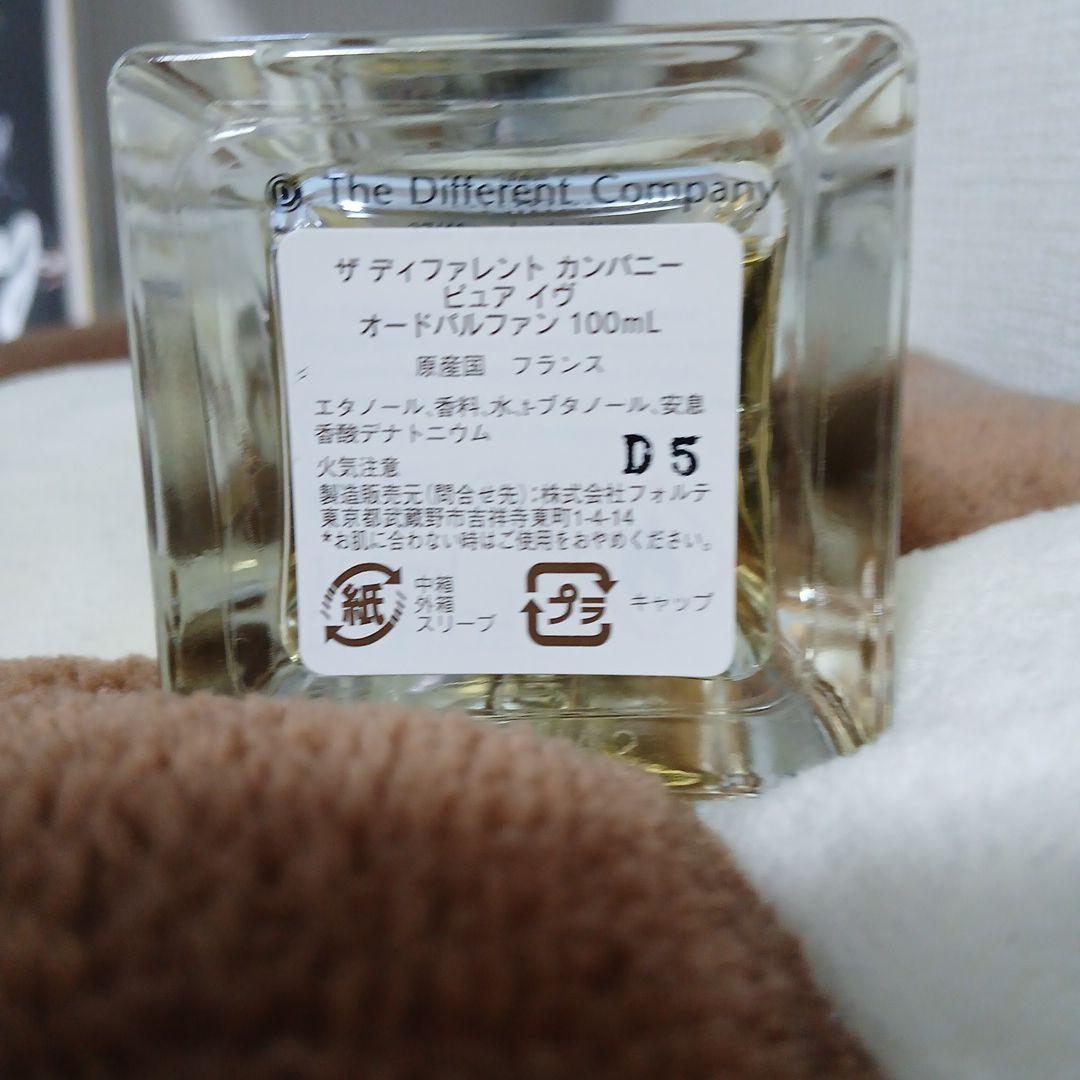 The Different Company
ザ ディファレント カンパニー
ピュア イヴ
オードパルファン 100mL
原産国 フランス
エタノール、香料、水、t-ブタノール、安息
香酸デナトニウム
D5
火気注意
製造販売元(問合せ先):株式会社フォルテ
東京都武蔵野市吉祥寺東町1-4-14
*お肌に合わない時はご使用をおやめください。
紙
中箱
外箱
スリーブ
プラ
キャップ